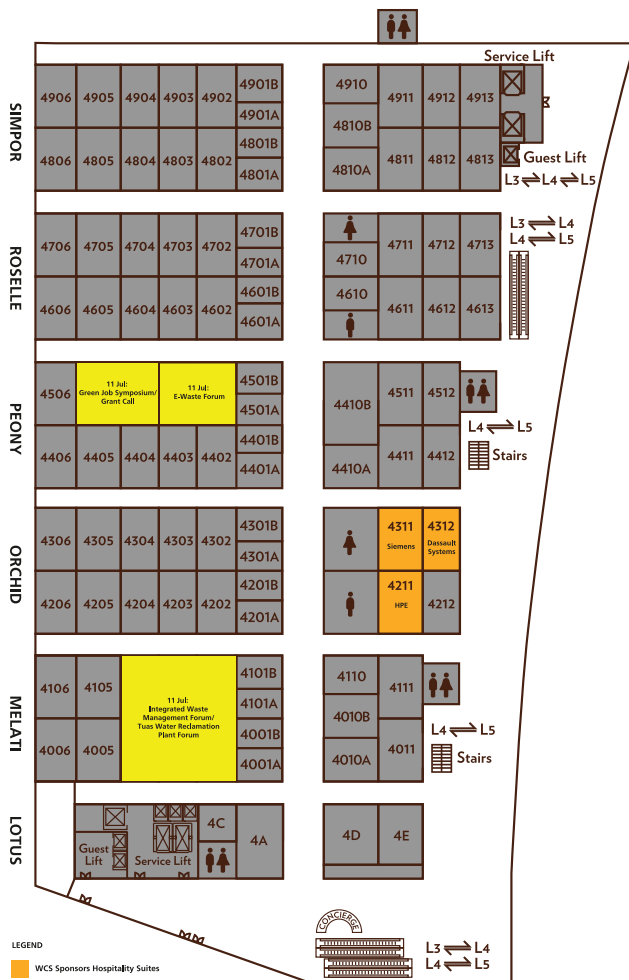 Service Lift
SIMPOR
4906 4905 4904 4903 4902 4901B
4901A
4806 4805 4804 4803 4802 4801B
4801A
4910 4911 4912 4913
4810B
4810A 4811 4812 4813
Guest Lift
L3 ⇌ L4 ⇌ L5
ROSELLE
4706 4705 4704 4703 4702 4701B
4701A
4606 4605 4604 4603 4602 4601B
4601A
4710 4711 4712 4713
4610 4611 4612 4613
L3 ⇌ L4
L4 ⇌ L5
PEONY
4506
11 Jul:
Green Job Symposium/
Grant Call
11 Jul:
E-Waste Forum
4501B
4501A
4406 4405 4404 4403 4402 4401B
4401A
4410B 4511 4512
4410A 4411 4412
L4 ⇌ L5
Stairs
ORCHID
4306 4305 4304 4303 4302 4301B
4301A
4206 4205 4204 4203 4202 4201B
4201A
4311
Siemens
4312
Dassault
Systems
4211
HPE
4212
MELATI
4106 4105
4006 4005
11 Jul:
Integrated Waste
Management Forum/
Tuas Water Reclamation
Plant Forum
4101B
4101A
4001B
4001A
4110 4111
4010B
4010A 4011
L4 ⇌ L5
Stairs
LOTUS
Guest
Lift
Service Lift
4C
4A
4D 4E
CONCIERGE
L3 ⇌ L4
L4 ⇌ L5
LEGEND
WCS Sponsors Hospitality Suites